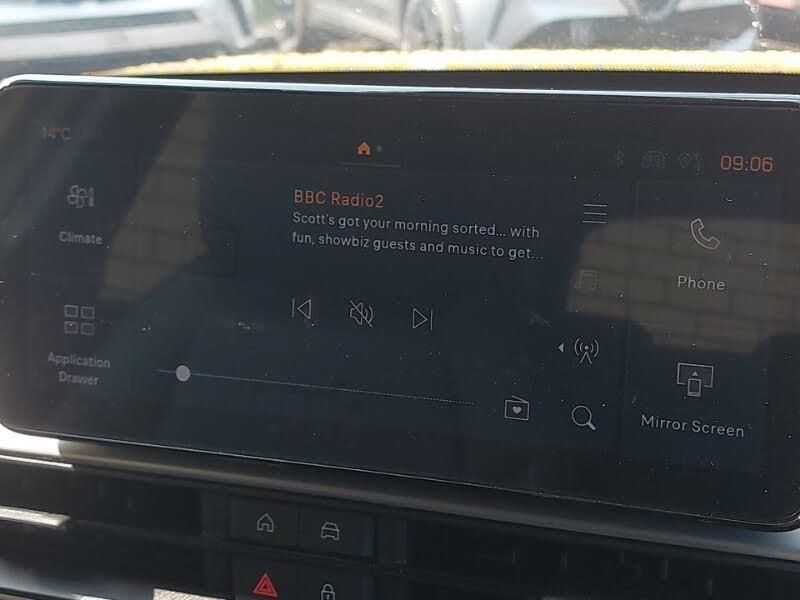 14°C
09:06
BBC Radio2
Scott's got your morning sorted... with
fun, showbiz guests and music to get...
Climate
Phone
Application
Drawer
Mirror Screen